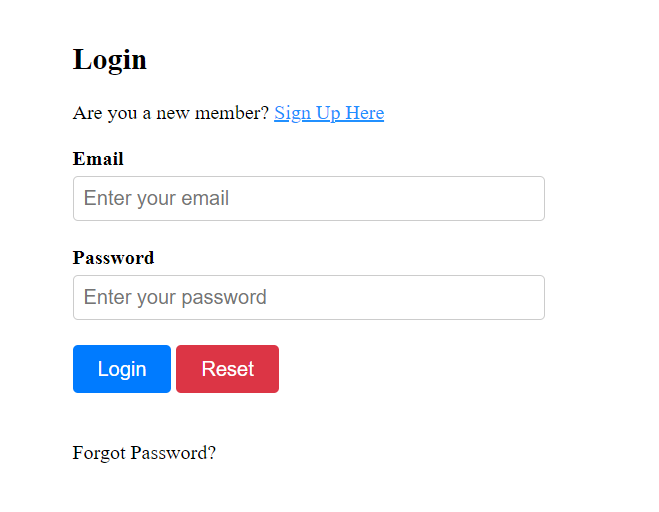 Login
Are you a new member? Sign Up Here
Email
Enter your email
Password
Enter your password
Login Reset
Forgot Password?